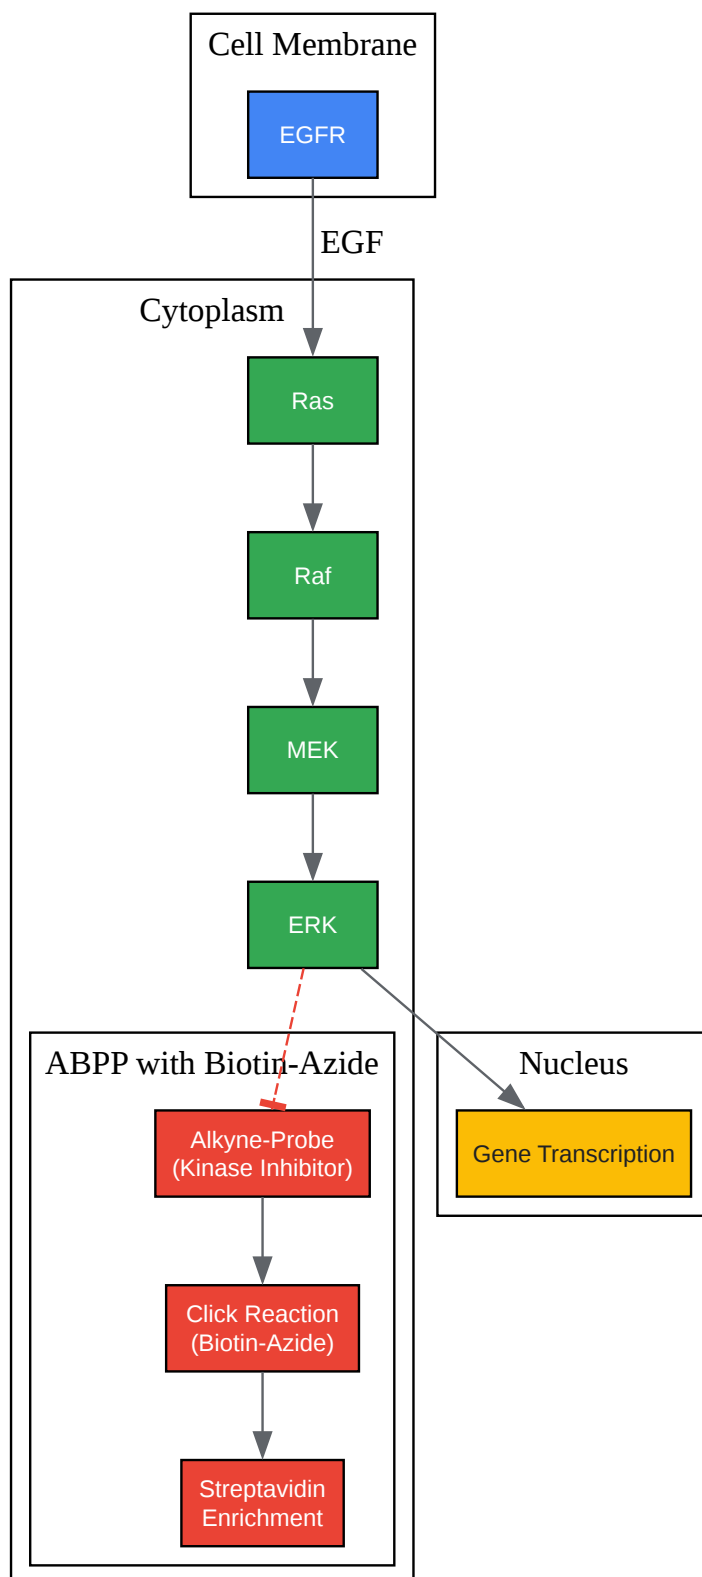 Cell Membrane
EGFR
EGF
Cytoplasm
Ras
Raf
MEK
ERK
ABPP with Biotin-Azide
Nucleus
Alkyne-Probe
(Kinase Inhibitor)
Gene Transcription
Click Reaction
(Biotin-Azide)
Streptavidin
Enrichment